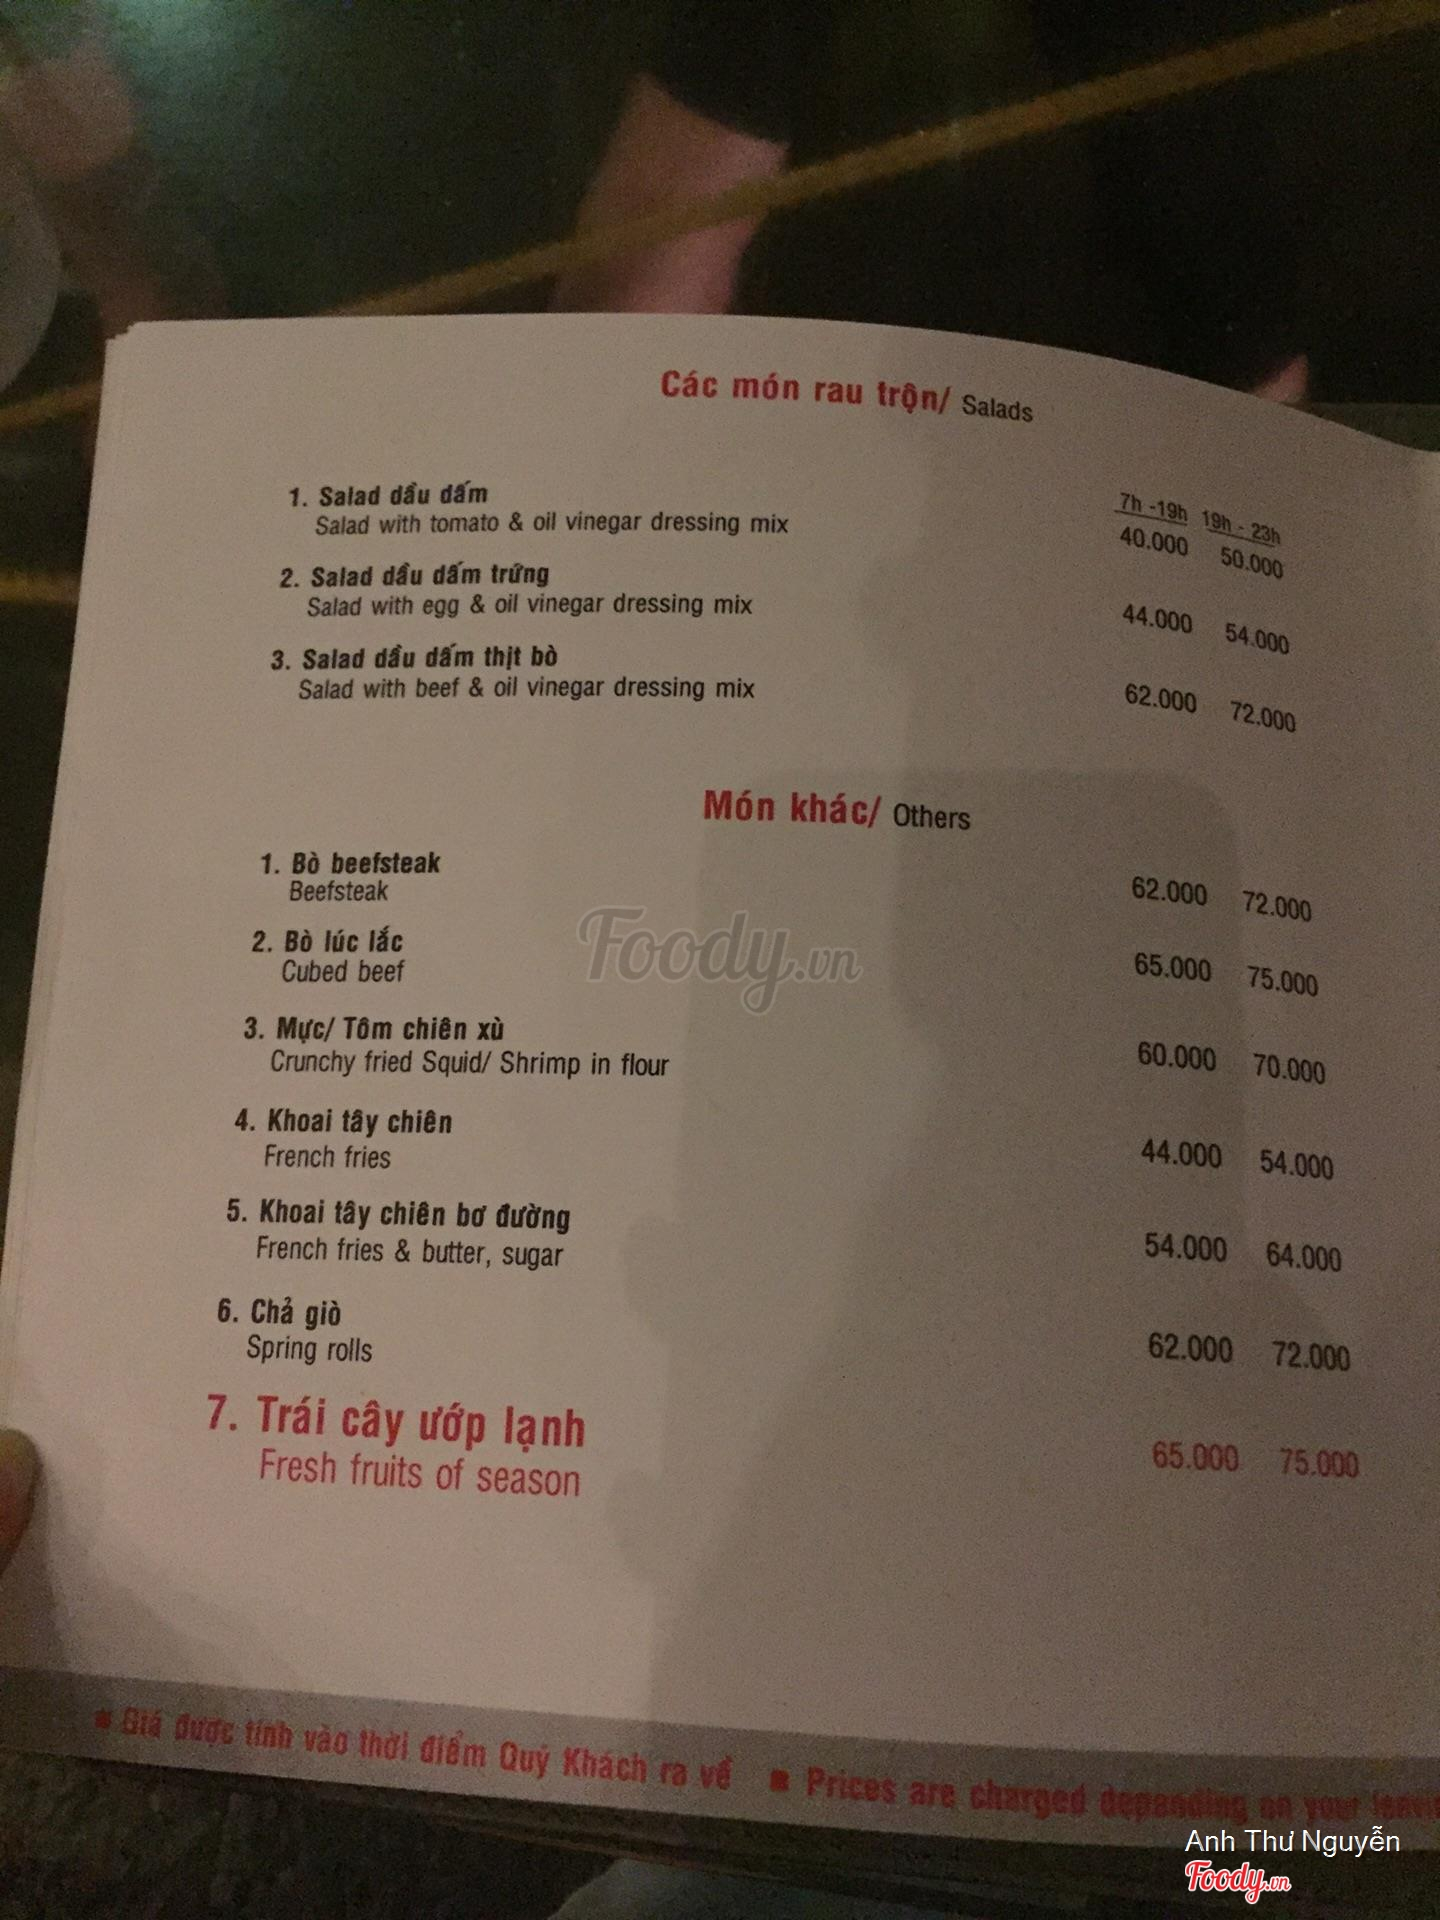 Các món rau trộn/ Salads
7h -19h 19h - 23h
1. Salad dầu dấm
Salad with tomato & oil vinegar dressing mix 40.000 50.000
2. Salad dầu dấm trứng
Salad with egg & oil vinegar dressing mix 44.000 54.000
3. Salad dầu dấm thịt bò
Salad with beef & oil vinegar dressing mix 62.000 72.000
Món khác/ Others
1. Bò beefsteak 62.000 72.000
Beefsteak
2. Bò lúc lắc 65.000 75.000
Cubed beef
Foody.vn
3. Mực/ Tôm chiên xù 60.000 70.000
Crunchy fried Squid/ Shrimp in flour
4. Khoai tây chiên 44.000 54.000
French fries
5. Khoai tây chiên bơ đường 54.000 64.000
French fries & butter, sugar
6. Chả giò 62.000 72.000
Spring rolls
7. Trái cây ướp lạnh 65.000 75.000
Fresh fruits of season
Giá được tính vào thời điểm Quý Khách ra về ■ Prices are charged depending on your
Anh Thư Nguyễn
Foody.vn